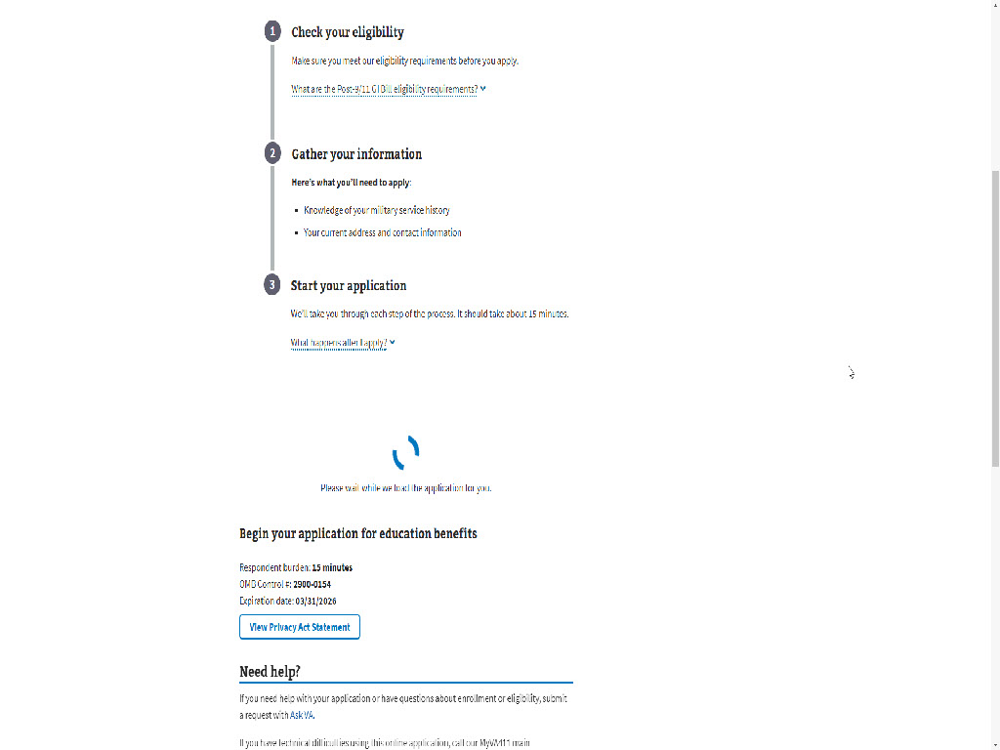 1
Check your eligibility
Make sure you meet our eligibility requirements before you apply.
What are the Post-9/11 GI Bill eligibility requirements?
2
Gather your information
Here's what you'll need to apply:
Knowledge of your military service history
Your current address and contact information
3
Start your application
We'll take you through each step of the process. It should take about 15 minutes.
What happens after I apply?
Please wait while we load the application for you.
Begin your application for education benefits
Respondent burden: 15 minutes
OMB Control #: 2900-0154
Expiration date: 03/31/2026
View Privacy Act Statement
Need help?
If you need help with your application or have questions about enrollment or eligibility, submit
a request with Ask VA.
If you have technical difficulties using this online application, call our MyVA411 main